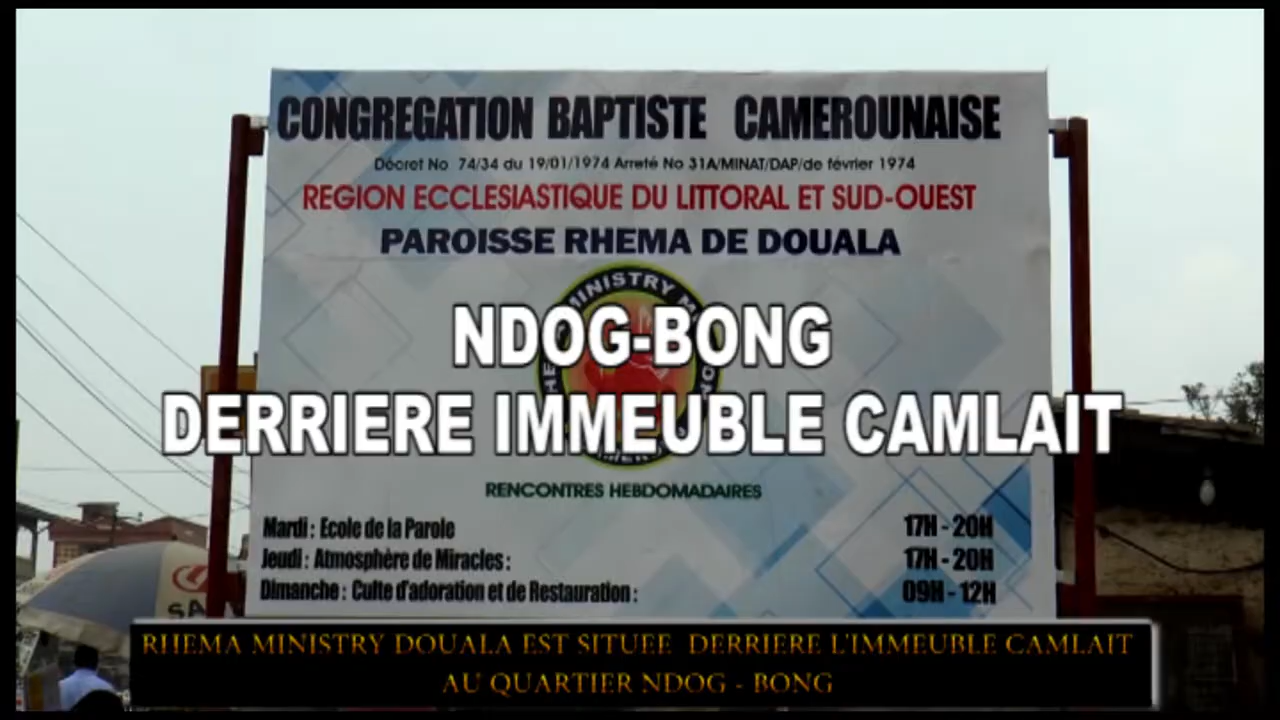 CONGREGATION BAPTISTE CAMEROUNAISE
Décret No 74/34 du 19/01/1974 Arreté No 31A/MINAT/DAP/de février 1974
REGION ECCLESIASTIQUE DU LITTORAL ET SUD-OUEST
PAROISSE RHEMA DE DOUALA
MINISTRY
NDOG-BONG
DERRIERE IMMEUBLE CAMLAIT
RENCONTRES HEBDOMADAIRES
Mardi : Ecole de la Parole 17H - 20H
Jeudi : Atmosphère de Miracles : 17H - 20H
Dimanche : Culte d'adoration et de Restauration : 09H - 12H
RHEMA MINISTRY DOUALA EST SITUEE DERRIERE L'IMMEUBLE CAMLAIT
AU QUARTIER NDOG - BONG